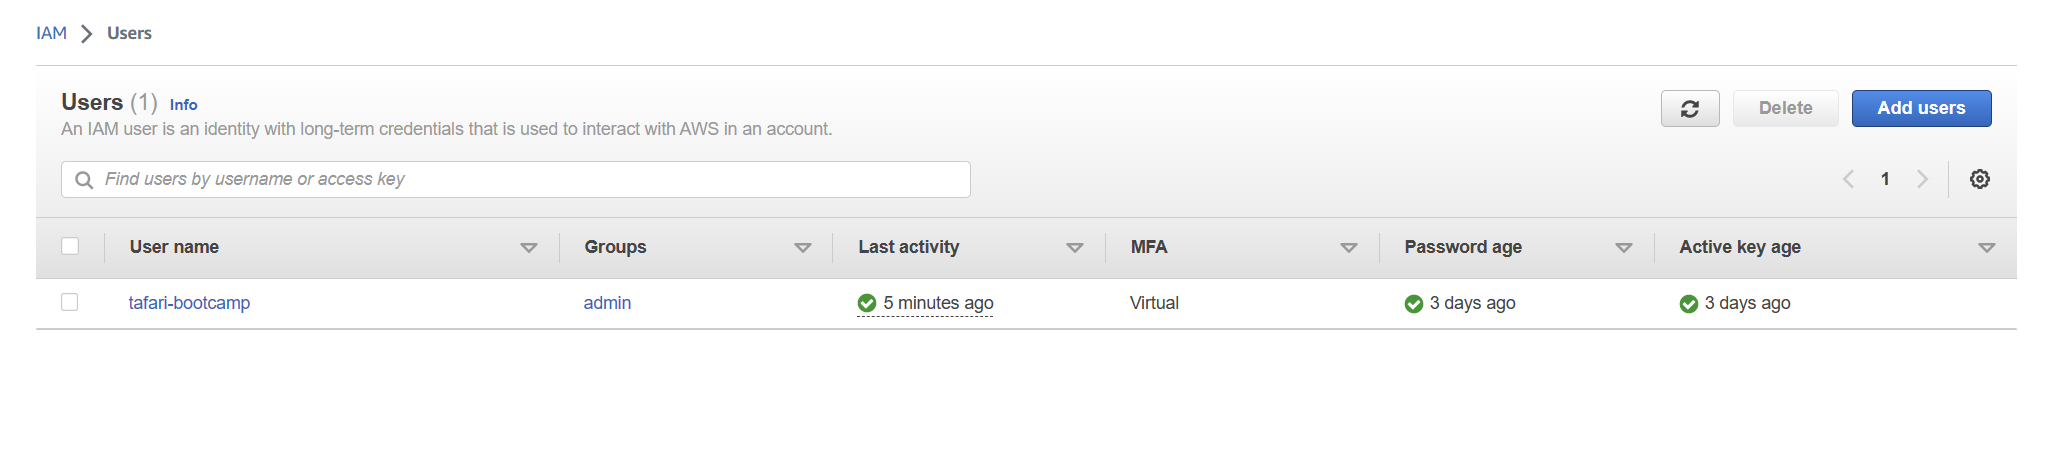 IAM > Users
Users (1) Info
An IAM user is an identity with long-term credentials that is used to interact with AWS in an account.
Delete
Add users
Find users by username or access key
1
User name Groups Last activity MFA Password age Active key age
tafari-bootcamp admin 5 minutes ago Virtual 3 days ago 3 days ago